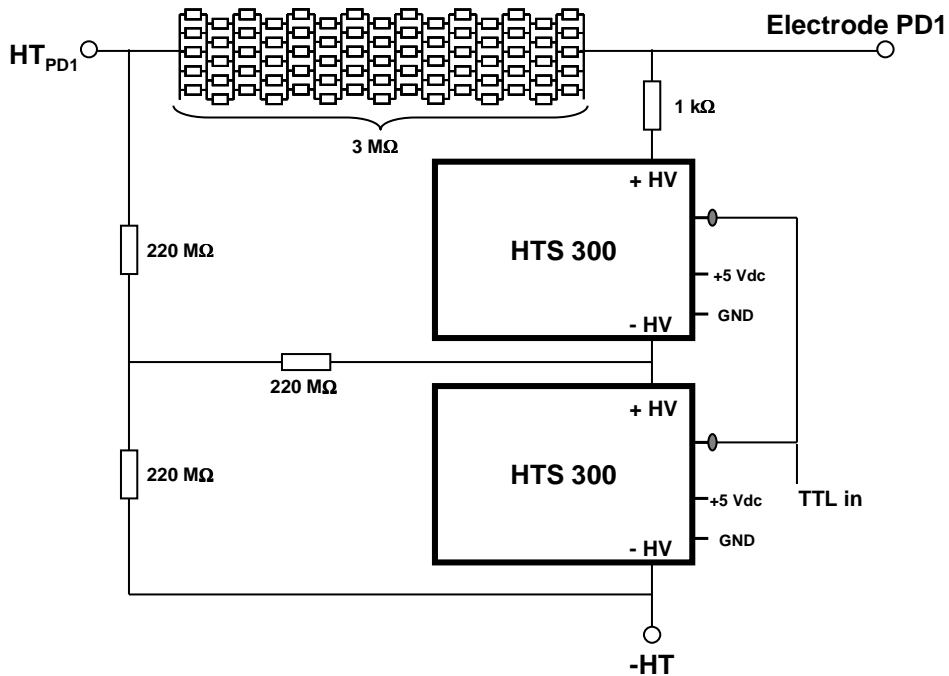 Electrode PD1
HT_PD1
3 MΩ
1 kΩ
+ HV
220 MΩ
HTS 300
+5 Vdc
GND
- HV
220 MΩ
+ HV
220 MΩ
HTS 300
+5 Vdc
TTL in
GND
- HV
-HT